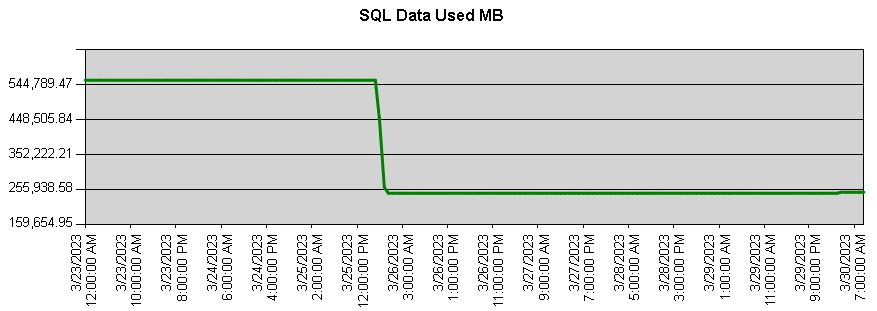 SQL Data Used MB
544,789.47
448,505.84
352,222.21
255,938.58
159,654.95
3/23/2023
12:00:00 AM
3/23/2023
10:00:00 AM
3/23/2023
8:00:00 PM
3/24/2023
6:00:00 AM
3/24/2023
4:00:00 PM
3/25/2023
2:00:00 AM
3/25/2023
12:00:00 PM
3/26/2023
3:00:00 AM
3/26/2023
1:00:00 PM
3/26/2023
11:00:00 PM
3/27/2023
9:00:00 AM
3/27/2023
7:00:00 PM
3/28/2023
5:00:00 AM
3/28/2023
3:00:00 PM
3/29/2023
1:00:00 AM
3/29/2023
11:00:00 AM
3/29/2023
9:00:00 PM
3/30/2023
7:00:00 AM